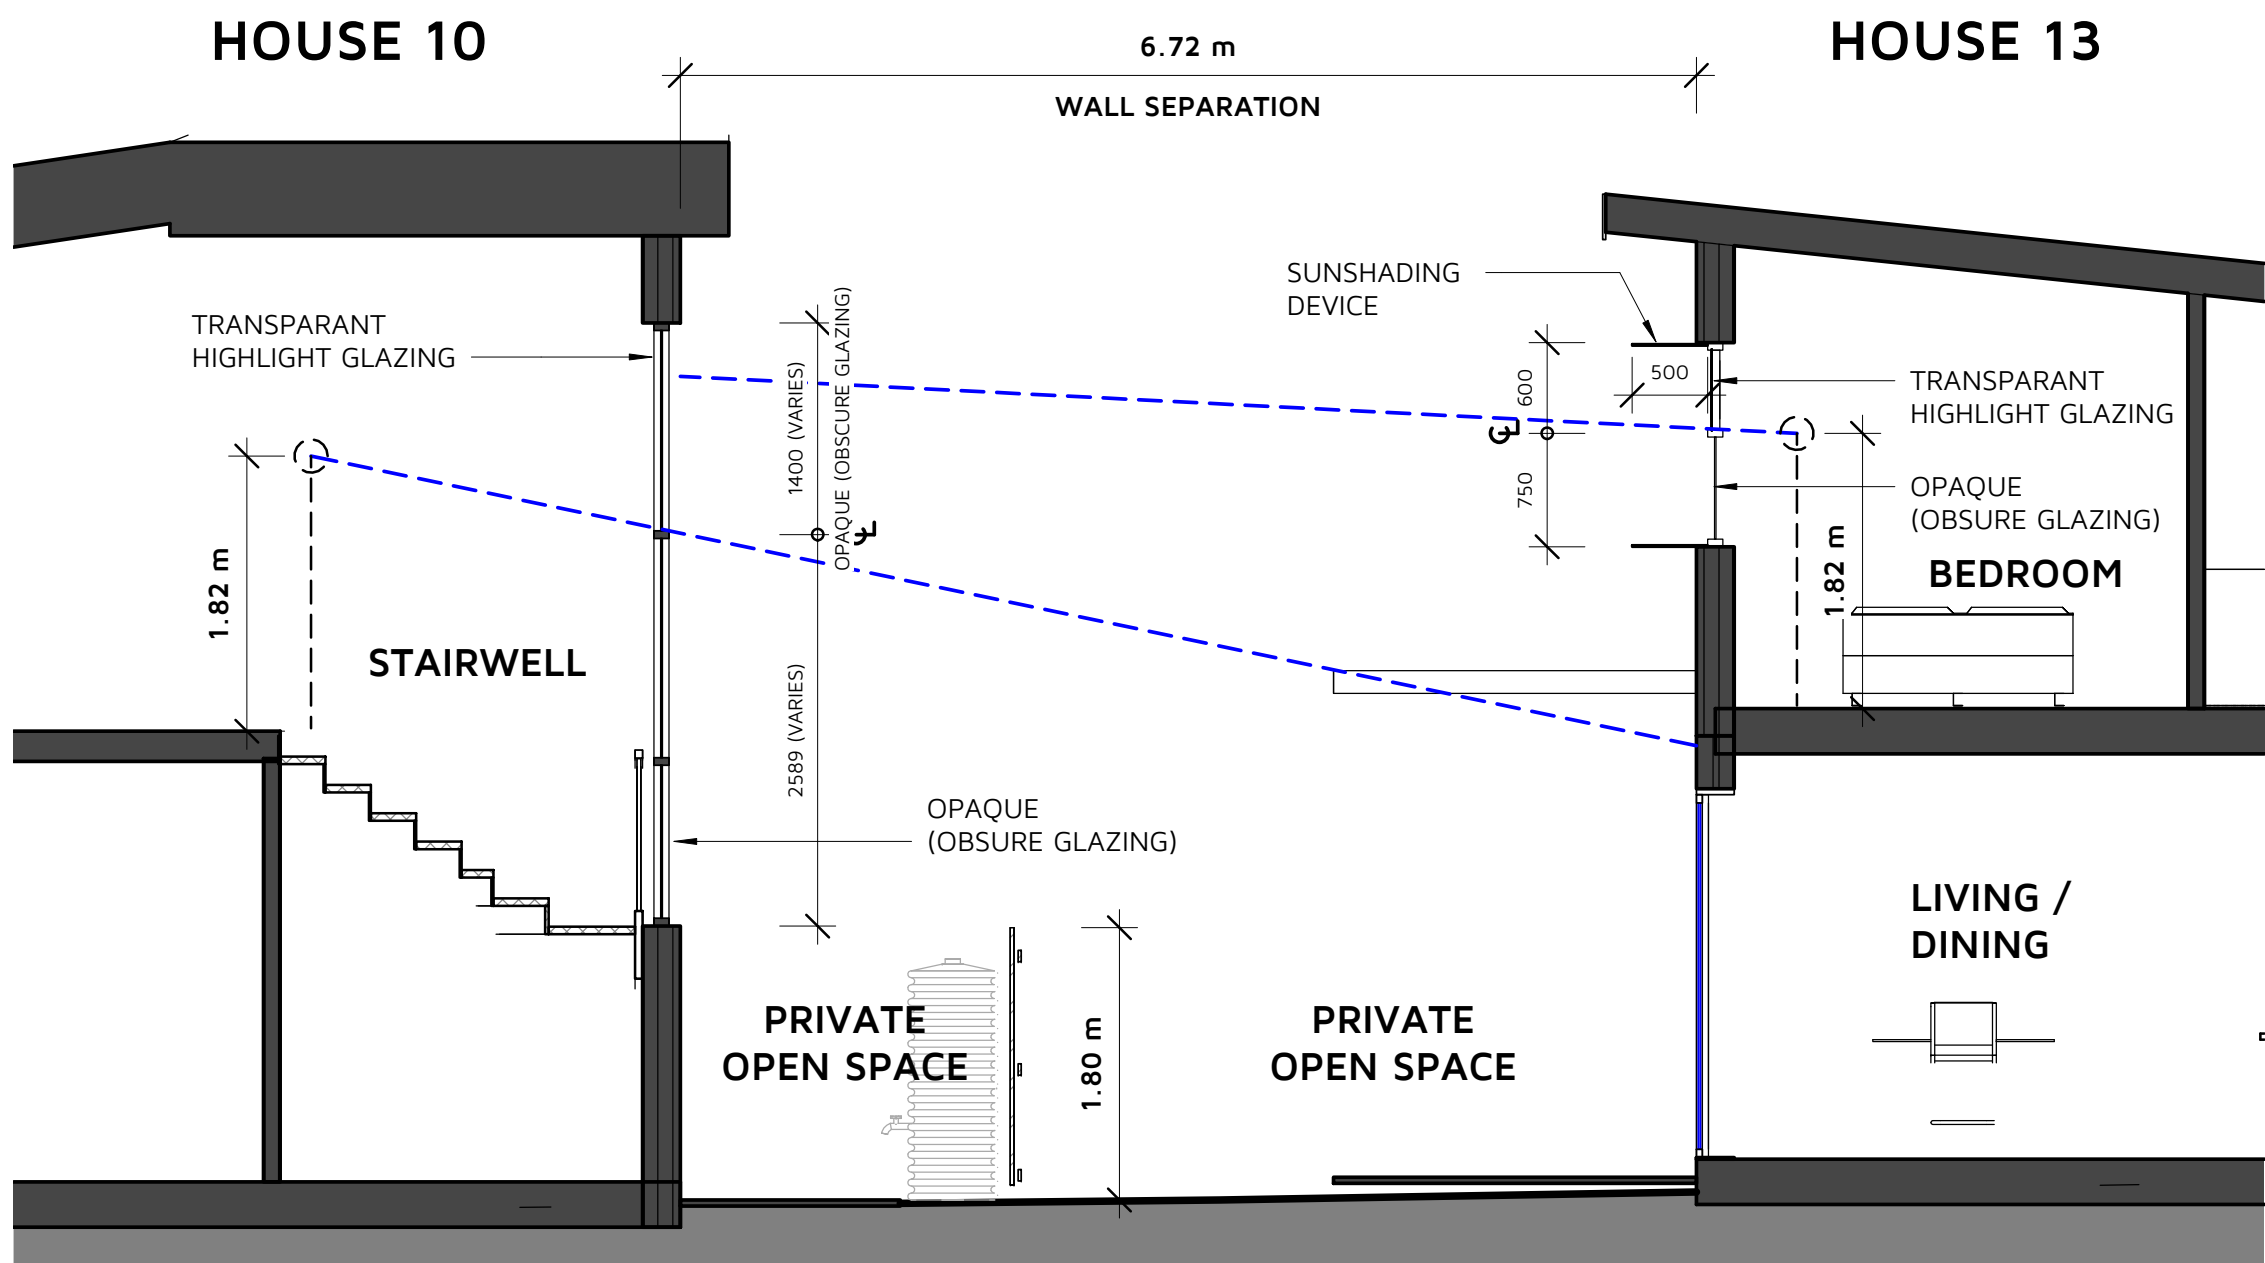 HOUSE 10
6.72 m
HOUSE 13
WALL SEPARATION
SUNSHADING
DEVICE
TRANSPARANT
HIGHLIGHT GLAZING
1400 (VARIES)
OPAQUE (OBSCURE GLAZING)
500
600
TRANSPARANT
HIGHLIGHT GLAZING
750
OPAQUE
(OBSURE GLAZING)
1.82 m
1.82 m
BEDROOM
STAIRWELL
2589 (VARIES)
OPAQUE
(OBSURE GLAZING)
LIVING /
DINING
PRIVATE
OPEN SPACE
1.80 m
PRIVATE
OPEN SPACE